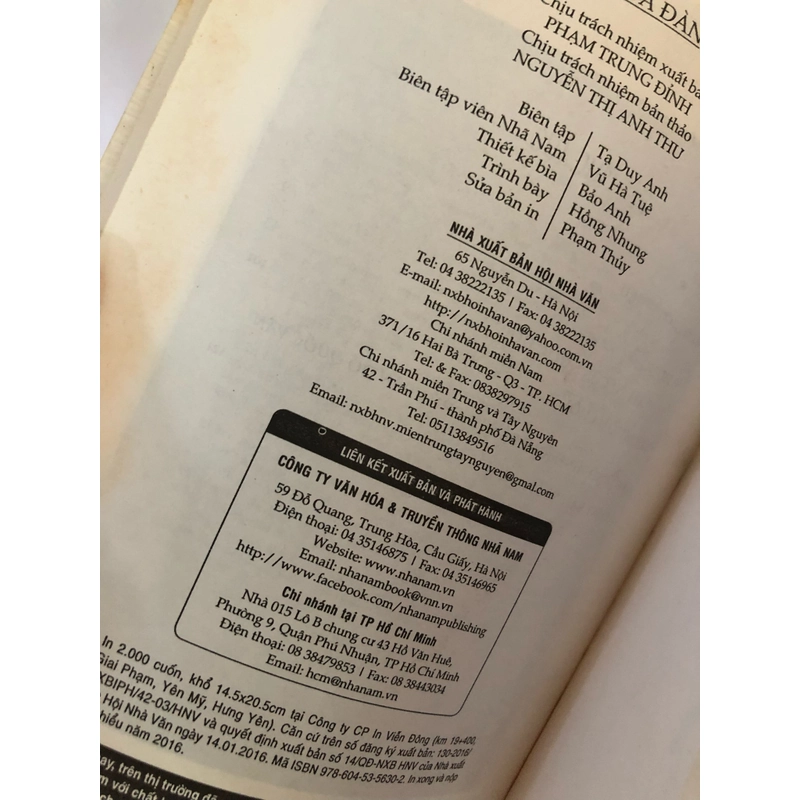 Chịu trách nhiệm xuất
PHẠM TRUNG ĐỈNH
Chịu trách nhiệm bản thảo
NGUYỄN THỊ ANH THU
Biên tập Tạ Duy Anh
Biên tập viên Nhã Nam Vũ Hà Tuệ
Thiết kế bìa Bảo Anh
Trình bày Hồng Nhung
Sửa bản in Phạm Thủy
NHÀ XUẤT BẢN HỘI NHÀ VĂN
65 Nguyễn Du - Hà Nội
Tel: 04 38222135 | Fax: 04 38222135
E-mail: nxbhoinhavan@yahoo.com.vn
http://nxbhoinhavan.com
Chi nhánh miền Nam
371/16 Hai Bà Trưng - Q3 - TP. HCM
Tel: & Fax: 0838297915
Chi nhánh miền Trung và Tây Nguyên
42 - Trần Phú - thành phố Đà Nẵng
Tel: 05113849516
Email: nxbhnv.mientrungtaynguyen@gmal.com
LIÊN KẾT XUẤT BẢN VÀ PHÁT HÀNH
CÔNG TY VĂN HÓA & TRUYỀN THÔNG NHÃ NAM
59 Đỗ Quang, Trung Hòa, Cầu Giấy, Hà Nội
Điện thoại: 04 35146875 | Fax: 04 35146965
Website: www.nhanam.vn
Email: nhanambook@vnn.vn
http://www.facebook.com/nhanampublishing
Chi nhánh tại TP Hồ Chí Minh
Nhà 015 Lô B chung cư 43 Hồ Văn Huê,
Phường 9, Quận Phú Nhuận, TP Hồ Chí Minh
Điện thoại: 08 38479853 | Fax: 08 38443034
Email: hcm@nhanam.vn
In 2.000 cuốn, khổ 14.5x20.5cm tại Công ty CP In Viễn Đông (km 19+400,
Giai Phạm, Yên Mỹ, Hưng Yên). Căn cứ trên số đăng ký xuất bản: 130-2016/
XBIPH/42-03/HNV và quyết định xuất bản số 14/QĐ-NXB HNV của Nhà xuất
Hội Nhà Văn ngày 14.01.2016. Mã ISBN 978-604-53-5630-2. In xong và nộp
năm 2016.
trên thị trường
với chất